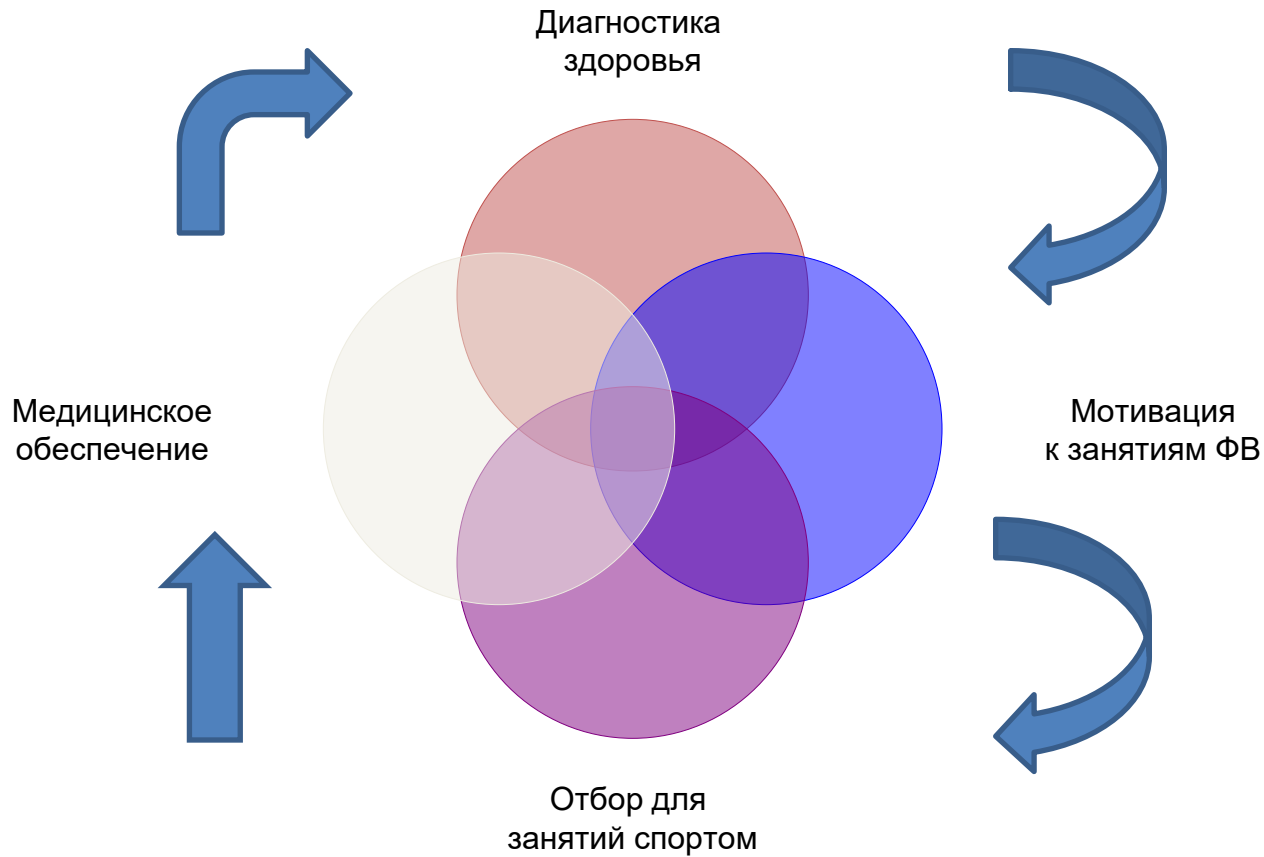 Диагностика
здоровья
Медицинское
обеспечение
Мотивация
к занятиям ФВ
Отбор для
занятий спортом